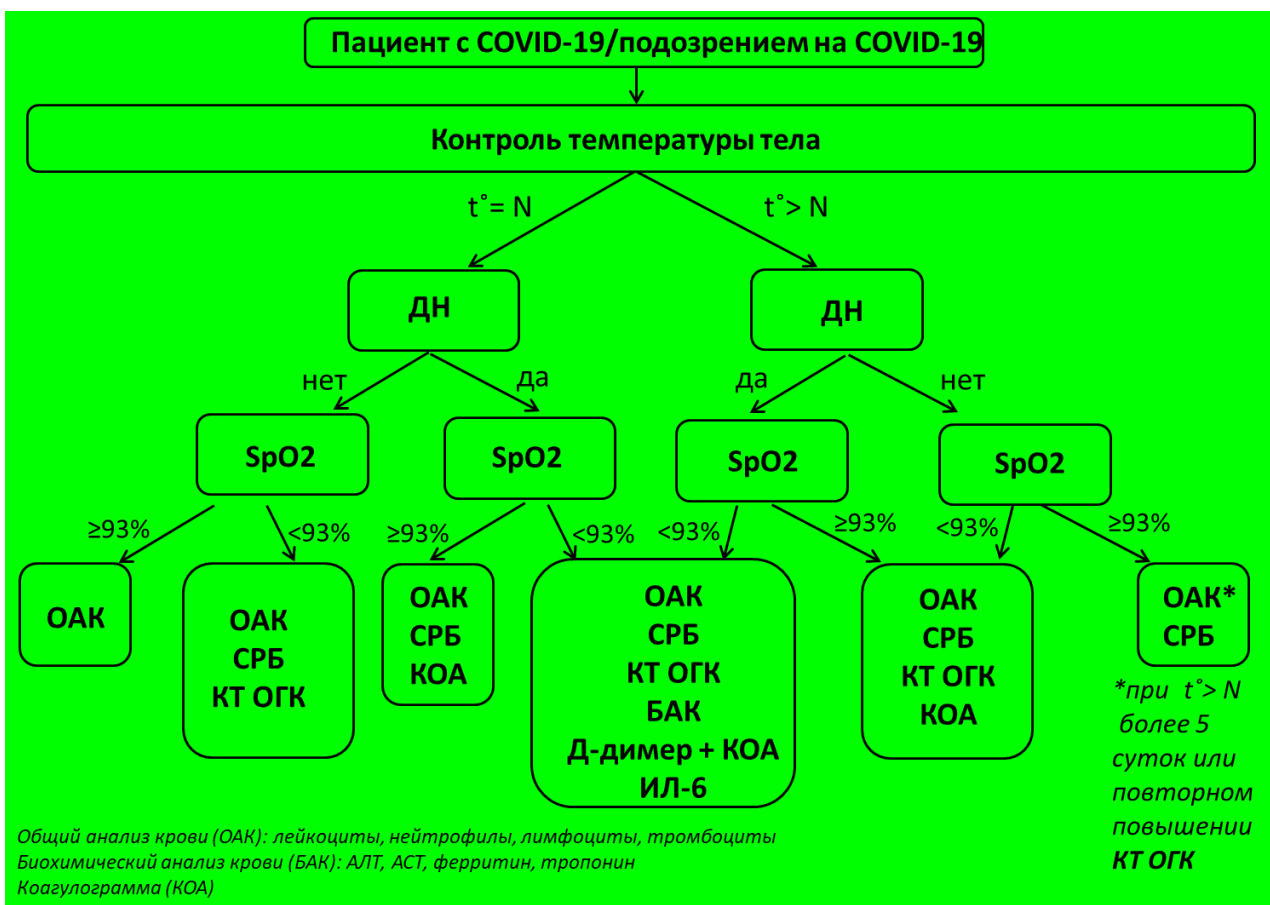 Пациент с COVID-19/подозрением на COVID-19
Контроль температуры тела
t˚= N
t˚> N
ДН
ДН
нет
да
да
нет
SpO2
SpO2
SpO2
SpO2
≥93%
<93%
≥93%
<93%
<93%
≥93%
<93%
≥93%
ОАК
ОАК
СРБ
КТ ОГК
ОАК
СРБ
КОА
ОАК
СРБ
КТ ОГК
БАК
Д-димер + КОА
ИЛ-6
ОАК
СРБ
КТ ОГК
КОА
ОАК*
СРБ
*при t˚> N
более 5
суток или
повторном
повышении
КТ ОГК
Общий анализ крови (ОАК): лейкоциты, нейтрофилы, лимфоциты, тромбоциты
Биохимический анализ крови (БАК): АЛТ, АСТ, ферритин, тропонин
Коагулограмма (КОА)